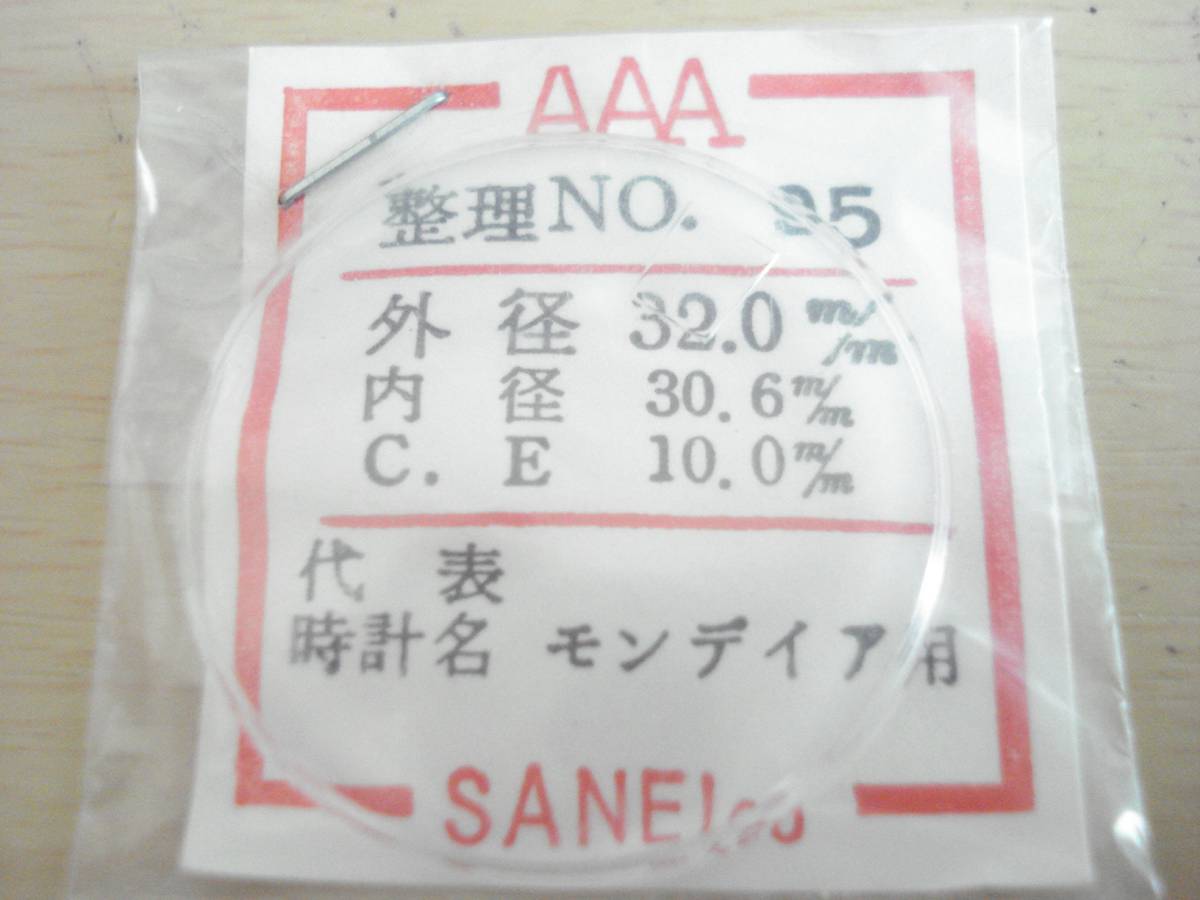 AAA
整理NO.
外径 32.0 m/m
内径 30.6 m/m
C. E 10.0 m/m
代表
時計名 モンデイア用
SANEI